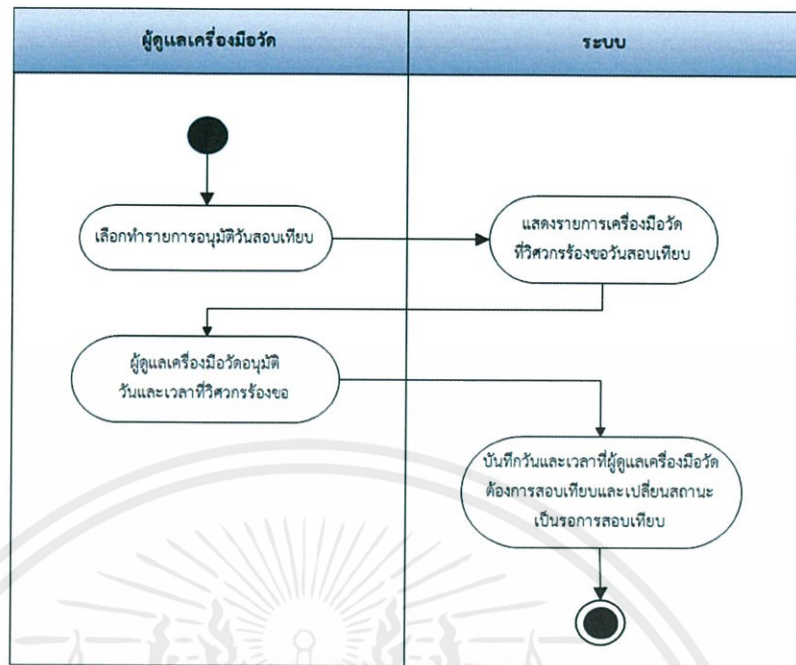 ผู้ดูแลเครื่องมือวัด
ระบบ
เลือกทำรายการอนุมัติวันสอบเทียบ
แสดงรายการเครื่องมือวัด
ที่วิศวกรร้องขอวันสอบเทียบ
ผู้ดูแลเครื่องมือวัดอนุมัติ
วันและเวลาที่วิศวกรร้องขอ
บันทึกวันและเวลาที่ผู้ดูแลเครื่องมือวัด
ต้องการสอบเทียบและเปลี่ยนสถานะ
เป็นรอการสอบเทียบ